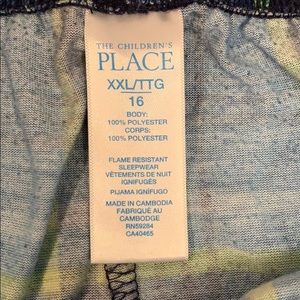 THE CHILDREN'S
PLACE
XXL/TTG
16
BODY:
100% POLYESTER
CORPS:
100% POLYESTER
FLAME RESISTANT
SLEEPWEAR
VÊTEMENTS DE NUIT
IGNIFUGÉS
PIJAMA IGNÍFUGO
MADE IN CAMBODIA
FABRIQUÉ AU
CAMBODGE
RN59284
CA40465